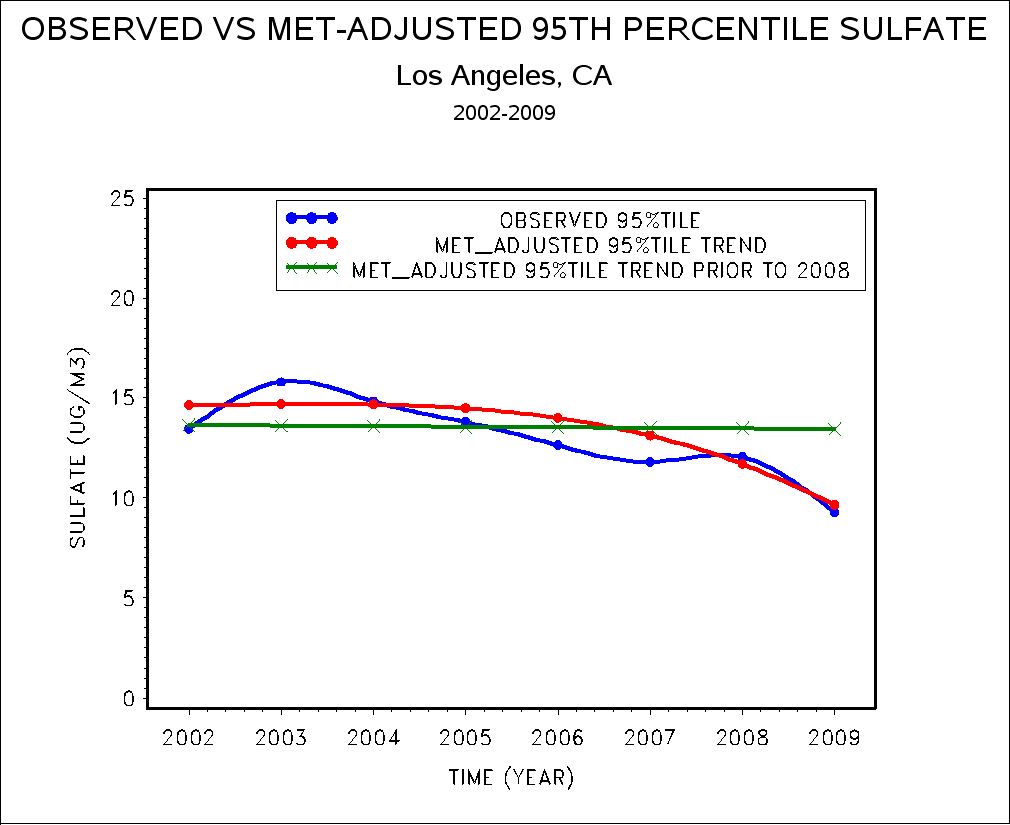 OBSERVED VS MET-ADJUSTED 95TH PERCENTILE SULFATE
Los Angeles, CA
2002-2009
OBSERVED 95%TILE
MET_ADJUSTED 95%TILE TREND
MET_ADJUSTED 95%TILE TREND PRIOR TO 2008
25
20
15
10
5
0
SULFATE (UG/M3)
2002 2003 2004 2005 2006 2007 2008 2009
TIME (YEAR)